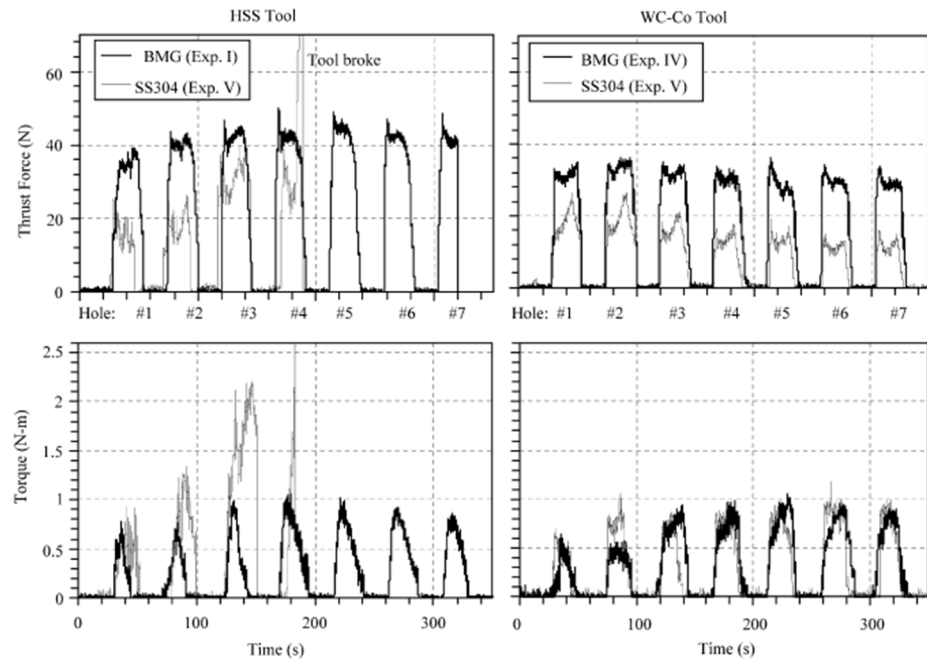 HSS Tool
WC-Co Tool
BMG (Exp. I)
SS304 (Exp. V)
Tool broke
BMG (Exp. IV)
SS304 (Exp. V)
Thrust Force (N)
60
40
20
0
Hole: #1 #2 #3 #4 #5 #6 #7
Hole: #1 #2 #3 #4 #5 #6 #7
Torque (N-m)
2.5
2
1.5
1
0.5
0
0 100 200 300
0 100 200 300
Time (s)
Time (s)